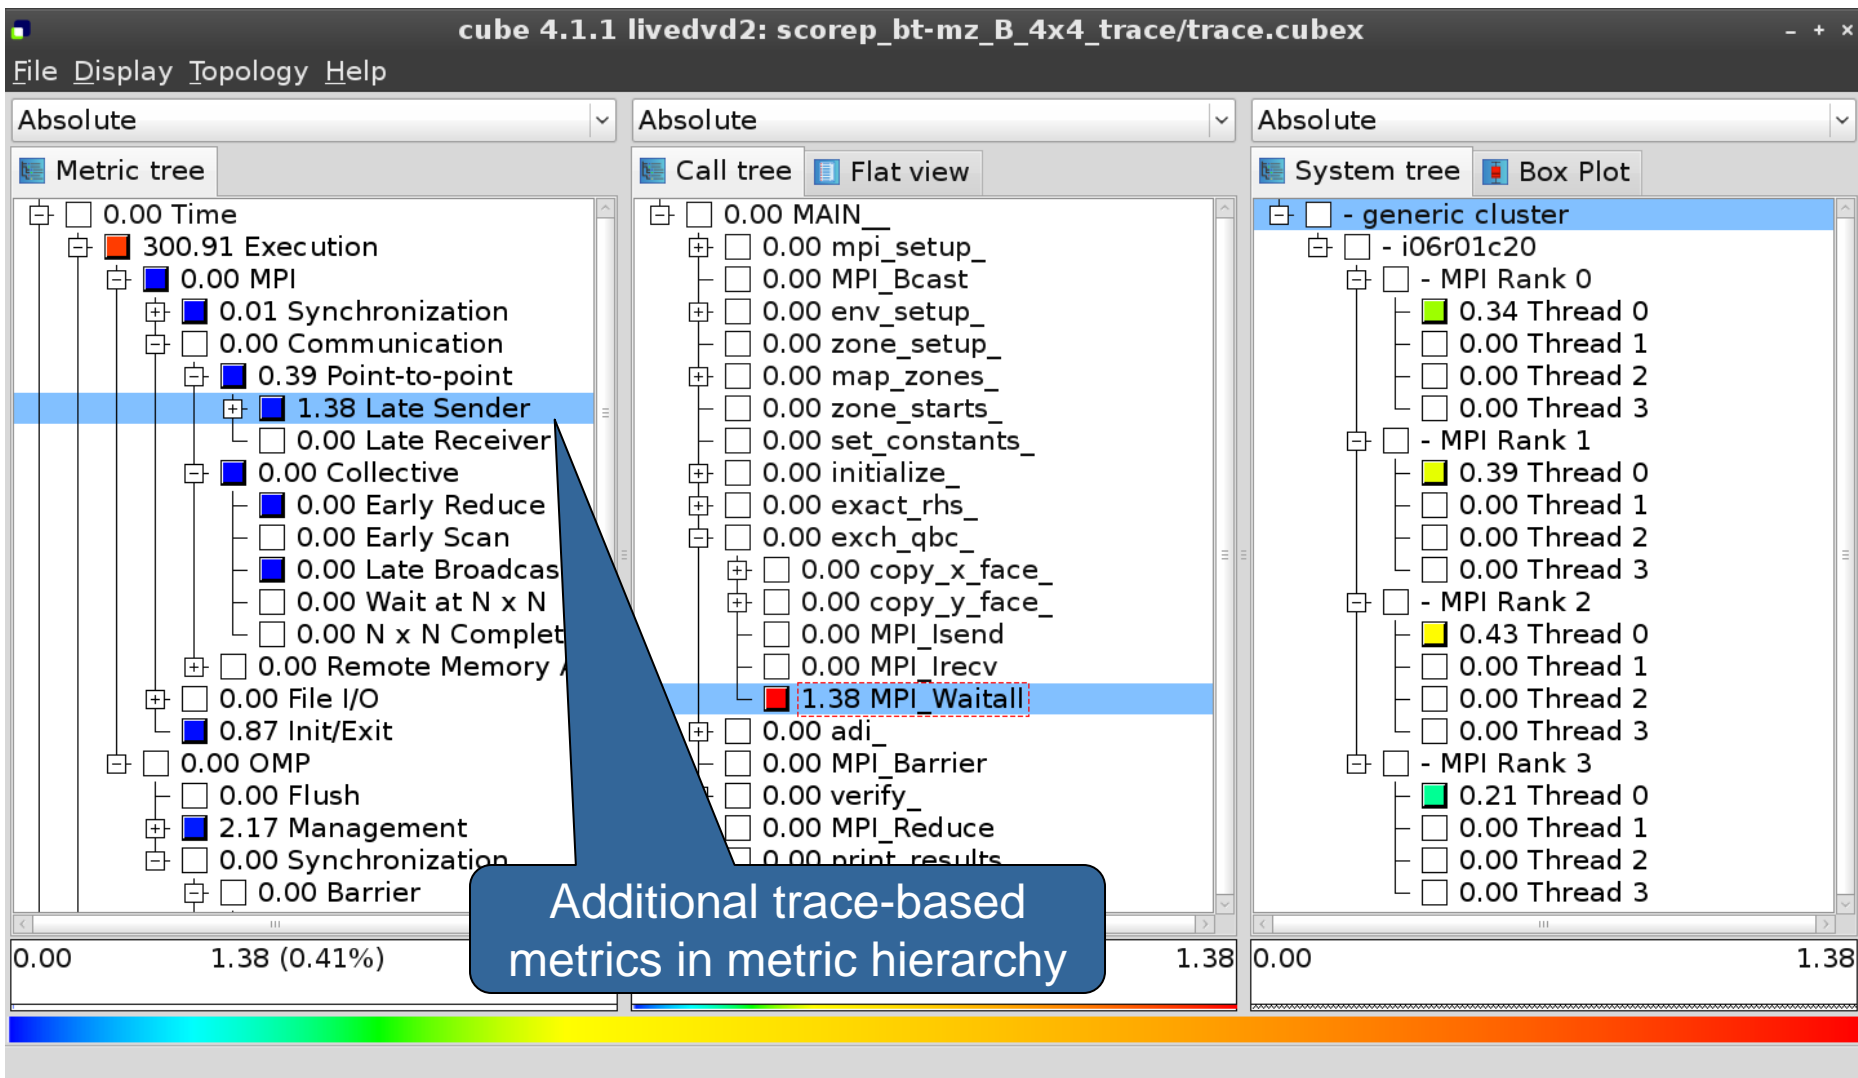 cube 4.1.1 livedvd2: scorep_bt-mz_B_4x4_trace/trace.cubex
File Display Topology Help
Absolute
Metric tree
0.00 Time
300.91 Execution
0.00 MPI
0.01 Synchronization
0.00 Communication
0.39 Point-to-point
1.38 Late Sender
0.00 Late Receiver
0.00 Collective
0.00 Early Reduce
0.00 Early Scan
0.00 Late Broadcas
0.00 Wait at N x N
0.00 N x N Complet
0.00 Remote Memory
0.00 File I/O
0.87 Init/Exit
0.00 OMP
0.00 Flush
2.17 Management
0.00 Synchronization
0.00 Barrier
0.00 1.38 (0.41%)
Absolute
Call tree Flat view
0.00 MAIN__
0.00 mpi_setup_
0.00 MPI_Bcast
0.00 env_setup_
0.00 zone_setup_
0.00 map_zones_
0.00 zone_starts_
0.00 set_constants_
0.00 initialize_
0.00 exact_rhs_
0.00 exch_qbc_
0.00 copy_x_face_
0.00 copy_y_face_
0.00 MPI_Isend
0.00 MPI_Irecv
1.38 MPI_Waitall
0.00 adi_
0.00 MPI_Barrier
0.00 verify_
0.00 MPI_Reduce
0.00 print_results
1.38
Additional trace-based
metrics in metric hierarchy
Absolute
System tree Box Plot
- generic cluster
- i06r01c20
- MPI Rank 0
0.34 Thread 0
0.00 Thread 1
0.00 Thread 2
0.00 Thread 3
- MPI Rank 1
0.39 Thread 0
0.00 Thread 1
0.00 Thread 2
0.00 Thread 3
- MPI Rank 2
0.43 Thread 0
0.00 Thread 1
0.00 Thread 2
0.00 Thread 3
- MPI Rank 3
0.21 Thread 0
0.00 Thread 1
0.00 Thread 2
0.00 Thread 3
0.00 1.38